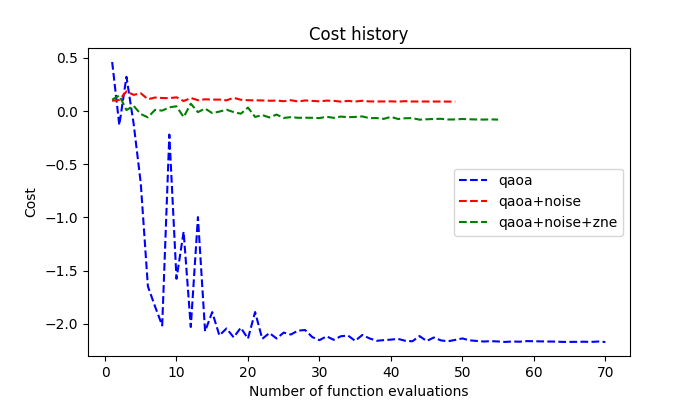 Cost history
0.5
0.0
−0.5
−1.0
−1.5
−2.0
Cost
qaoa
qaoa+noise
qaoa+noise+zne
0 10 20 30 40 50 60 70
Number of function evaluations